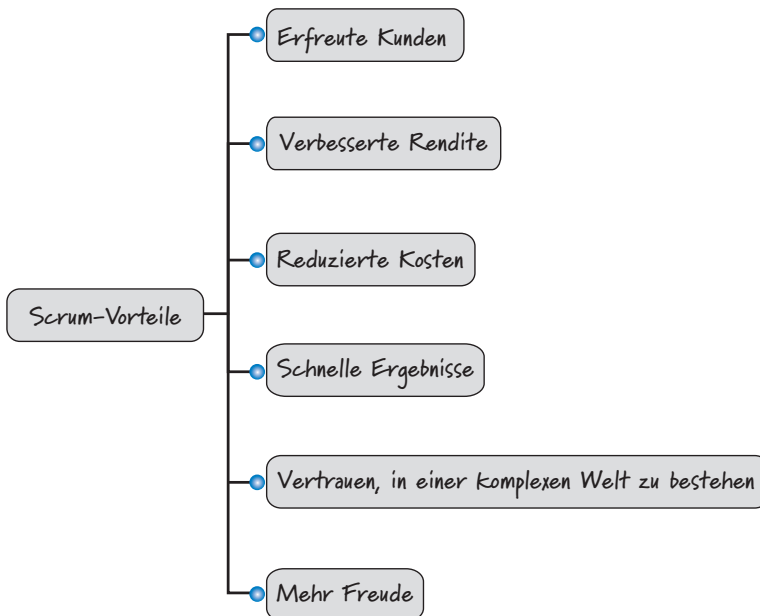 Erfreute Kunden
Verbesserte Rendite
Reduzierte Kosten
Scrum-Vorteile
Schnelle Ergebnisse
Vertrauen, in einer komplexen Welt zu bestehen
Mehr Freude